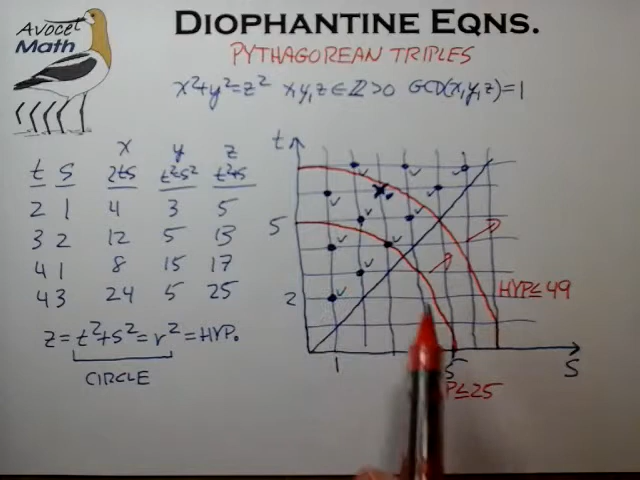 Avocet
Math
DIOPHANTINE EQNS.
PYTHAGOREAN TRIPLES
x²+y²=z² x,y,z∈ℤ>0 GCD(x,y,z)=1
x y z
t s 2ts t²-s² t²+s²
2 1 4 3 5
3 2 12 5 13
4 1 8 15 17
4 3 24 5 25
z=t²+s²=r²=HYP.
CIRCLE
t
5
2
1 5 S
HYP≤49
P≤25